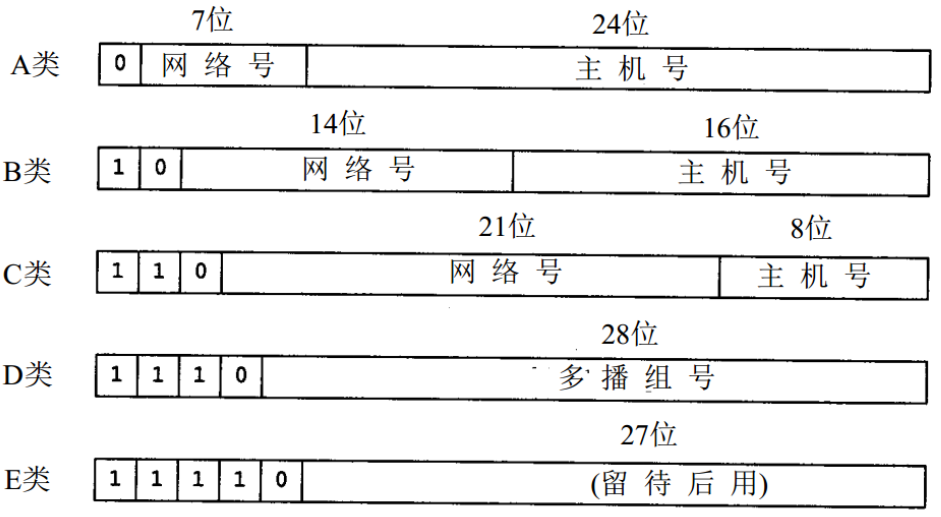 7位 24位
A类 0 网络号 主机号
14位 16位
B类 1 0 网络号 主机号
21位 8位
C类 1 1 0 网络号 主机号
28位
D类 1 1 1 0 多播组号
27位
E类 1 1 1 1 0 (留待后用)